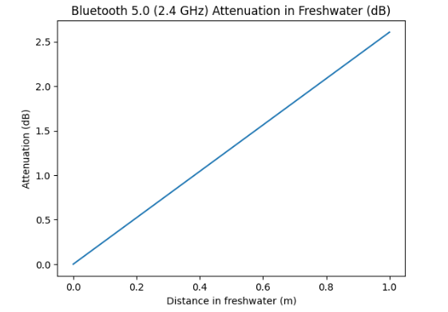 Bluetooth 5.0 (2.4 GHz) Attenuation in Freshwater (dB)
2.5
2.0
1.5
1.0
0.5
0.0
Attenuation (dB)
0.0 0.2 0.4 0.6 0.8 1.0
Distance in freshwater (m)